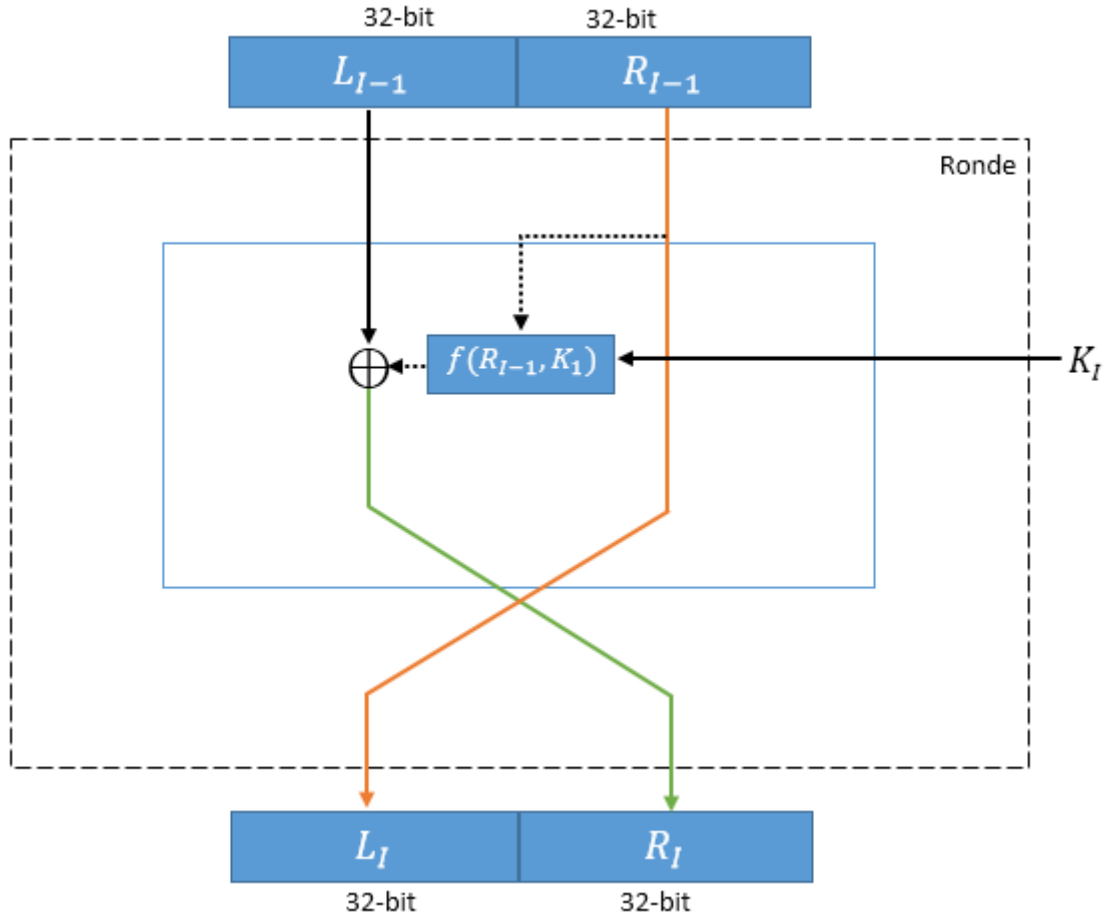 32-bit 32-bit
L_{I-1} R_{I-1}
Ronde
f(R_{I-1}, K_1)
K_I
L_I R_I
32-bit 32-bit